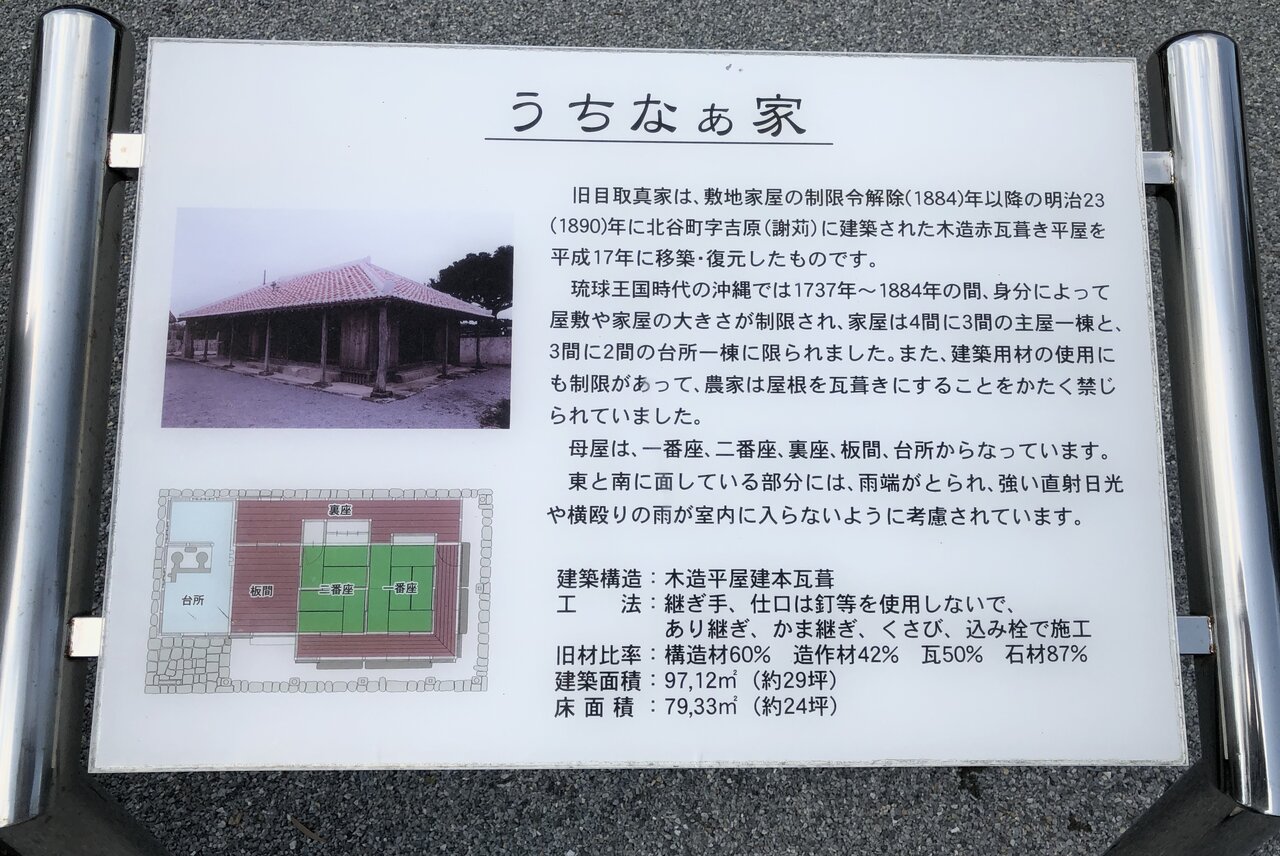 うちなぁ家
旧目取真家は、敷地家屋の制限令解除(1884)年以降の明治23
(1890)年に北谷町字吉原(謝苅)に建築された木造赤瓦葺き平屋を
平成17年に移築・復元したものです。
琉球王国時代の沖縄では1737年～1884年の間、身分によって
屋敷や家屋の大きさが制限され、家屋は4間に3間の主屋一棟と、
3間に2間の台所一棟に限られました。また、建築用材の使用に
も制限があって、農家は屋根を瓦葺きにすることをかたく禁じ
られていました。
母屋は、一番座、二番座、裏座、板間、台所からなっています。
東と南に面している部分には、雨端がとられ、強い直射日光
や横殴りの雨が室内に入らないように考慮されています。
裏座
板間
二番座
一番座
台所
建築構造：木造平屋建本瓦葺
工　　法：継ぎ手、仕口は釘等を使用しないで、
あり継ぎ、かま継ぎ、くさび、込み栓で施工
旧材比率：構造材60%　造作材42%　瓦50%　石材87%
建築面積：97,12㎡（約29坪）
床面積：79,33㎡（約24坪）